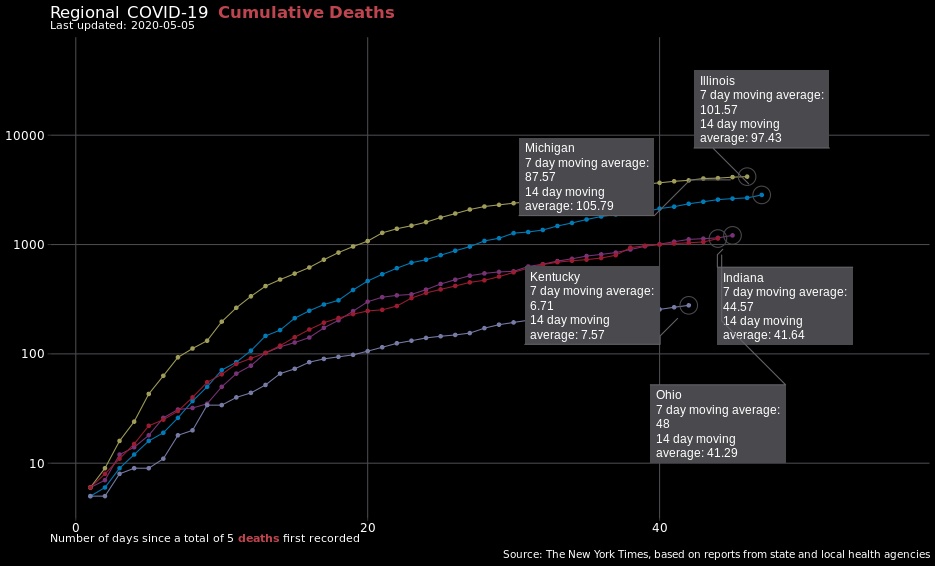 Regional COVID-19 Cumulative Deaths
Last updated: 2020-05-05
Illinois
7 day moving average:
101.57
14 day moving
average: 97.43
10000
Michigan
7 day moving average:
87.57
14 day moving
average: 105.79
1000
Kentucky
7 day moving average:
6.71
14 day moving
average: 7.57
Indiana
7 day moving average:
44.57
14 day moving
average: 41.64
100
Ohio
7 day moving average:
48
14 day moving
average: 41.29
10
0
20
40
Number of days since a total of 5 deaths first recorded
Source: The New York Times, based on reports from state and local health agencies